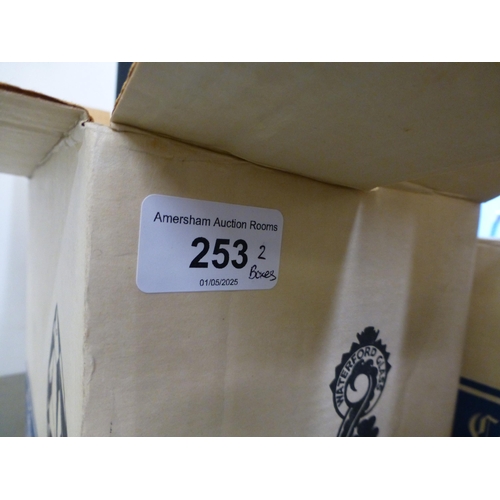 Amersham Auction Rooms
253 2
Boxes
01/05/2025
WATERFORD GLASS